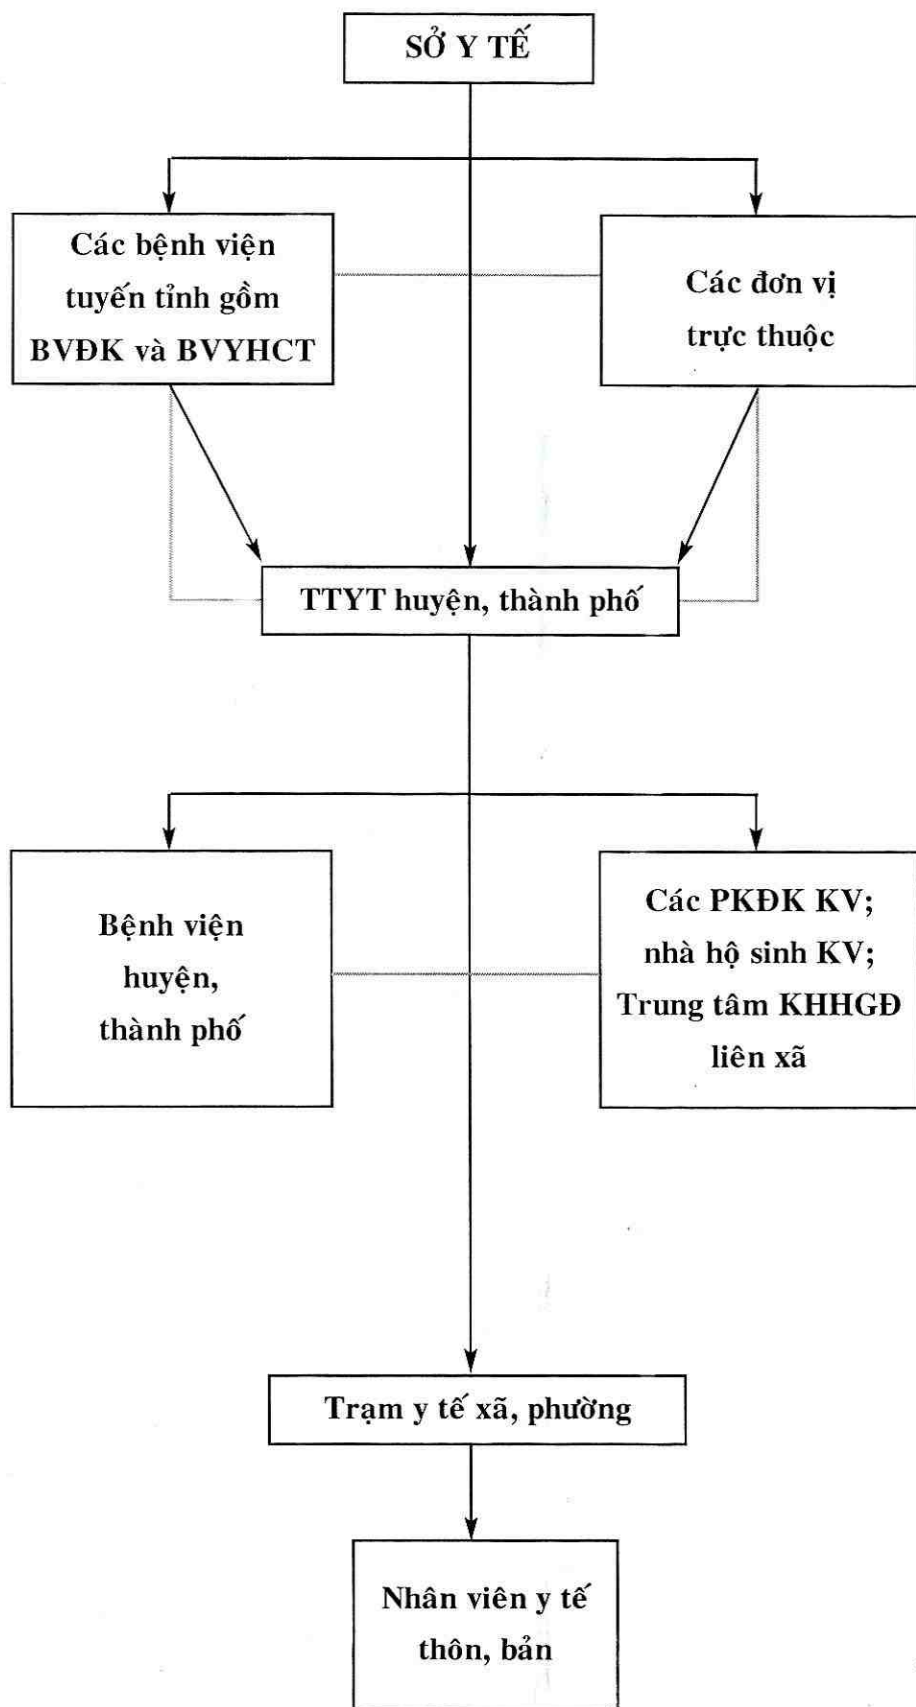 SỞ Y TẾ
Các bệnh viện
tuyến tỉnh gồm
BVĐK và BVYHCT
Các đơn vị
trực thuộc
TTYT huyện, thành phố
Bệnh viện
huyện,
thành phố
Các PKĐK KV;
nhà hộ sinh KV;
Trung tâm KHHGĐ
liên xã
Trạm y tế xã, phường
Nhân viên y tế
thôn, bản